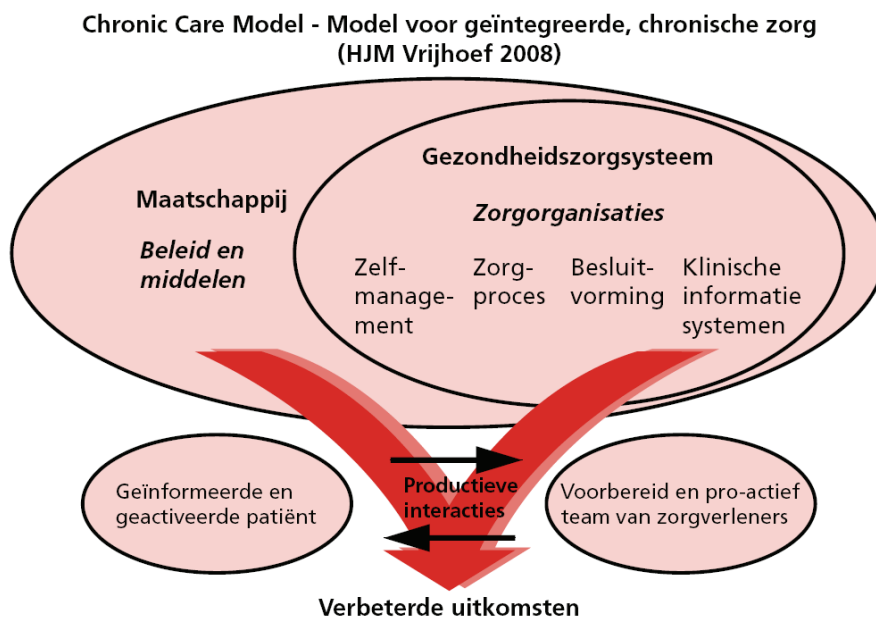 Chronic Care Model - Model voor geïntegreerde, chronische zorg
(HJM Vrijhoef 2008)
Gezondheidszorgsysteem
Maatschappij
Zorgorganisaties
Beleid en
middelen
Zelf-
manage-
ment
Zorg-
proces
Besluit-
vorming
Klinische
informatie
systemen
Geïnformeerde en
geactiveerde patiënt
Productieve
interacties
Voorbereid en pro-actief
team van zorgverleners
Verbeterde uitkomsten